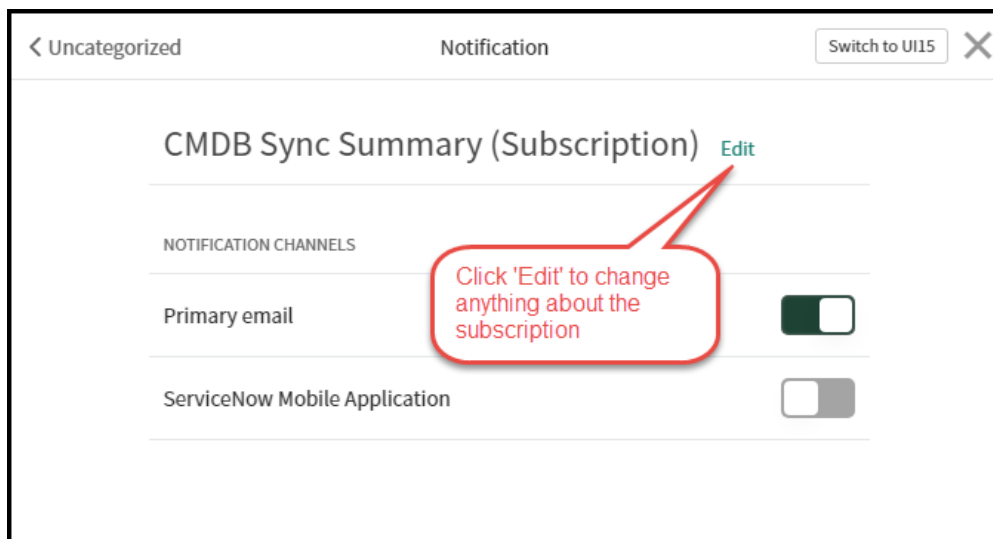 Uncategorized
Notification
Switch to UI15
CMDB Sync Summary (Subscription) Edit
NOTIFICATION CHANNELS
Click 'Edit' to change
anything about the
subscription
Primary email
ServiceNow Mobile Application